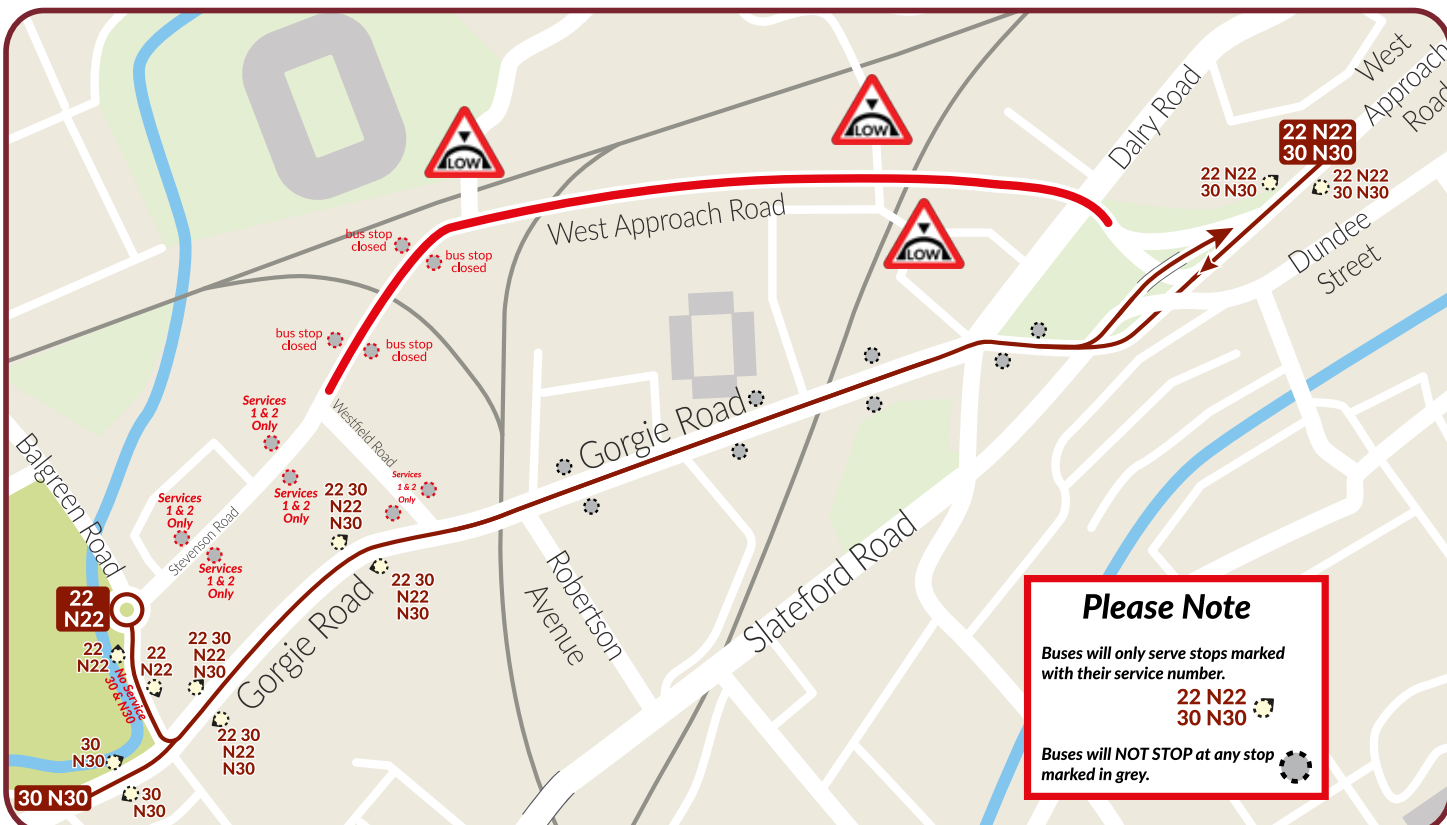 West
Approach
Road
Dalry Road
22 N22
30 N30
22 N22
30 N30
22 N22
30 N30
LOW
LOW
LOW
West Approach Road
Dundee
Street
bus stop
closed
bus stop
closed
bus stop
closed
bus stop
closed
Services
1 & 2
Only
Westfield Road
Gorgie Road
Balgreen Road
Services
1 & 2
Only
Services
1 & 2
Only
22 30
N22
N30
Services
1 & 2
Only
Stevenson Road
Services
1 & 2
Only
22 30
N22
N30
Robertson
Avenue
Slateford Road
22
N22
22
N22
22
N22
22 30
N22
N30
No Service
30 & N30
Gorgie Road
22 30
N22
N30
30
N30
30 N30
30
N30
Please Note
Buses will only serve stops marked
with their service number.
22 N22
30 N30
Buses will NOT STOP at any stop
marked in grey.